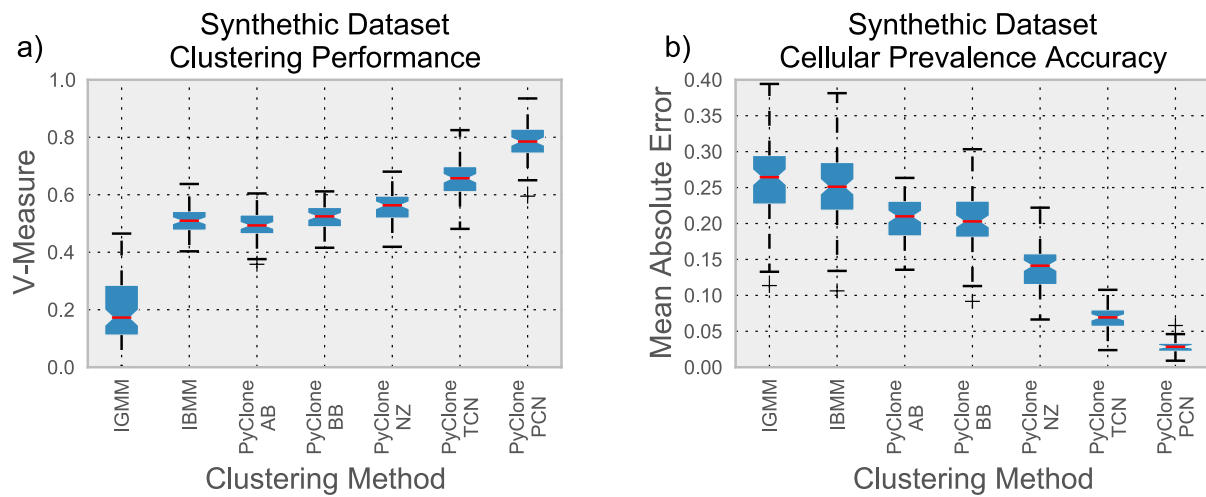 a)
Synthethic Dataset
Clustering Performance
1.0
0.8
0.6
0.4
0.2
0.0
V-Measure
IGMM
IBMM
PyClone
AB
PyClone
BB
PyClone
NZ
PyClone
TCN
PyClone
PCN
Clustering Method
b)
Synthethic Dataset
Cellular Prevalence Accuracy
0.40
0.35
0.30
0.25
0.20
0.15
0.10
0.05
0.00
Mean Absolute Error
IGMM
IBMM
PyClone
AB
PyClone
BB
PyClone
NZ
PyClone
TCN
PyClone
PCN
Clustering Method